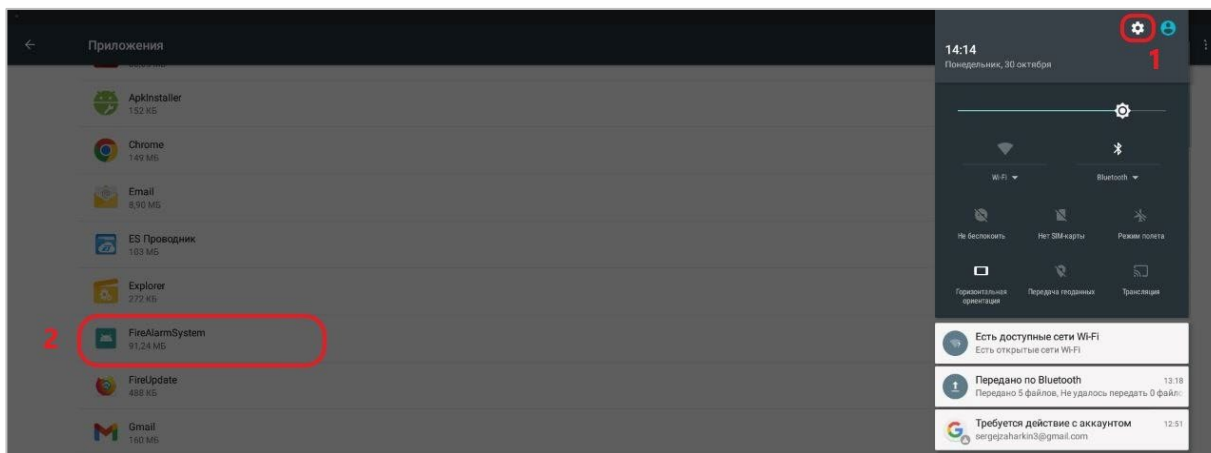 Приложения
ApkInstaller
152 КБ
Chrome
149 МБ
Email
8,90 МБ
ES Проводник
103 МБ
Explorer
272 КБ
2
FireAlarmSystem
91,24 МБ
FireUpdate
488 КБ
Gmail
160 МБ
1
14:14
Понедельник, 30 октября
Wi-Fi
Bluetooth
Не беспокоить
Нет SIM-карты
Режим полета
Горизонтальная
ориентация
Передача геоданных
Трансляция
Есть доступные сети Wi-Fi
Есть открытые сети Wi-Fi
Передано по Bluetooth
13:18
Передано 5 файлов, Не удалось передать 0 файлс
Требуется действие с аккаунтом
12:51
sergejzaharkin3@gmail.com